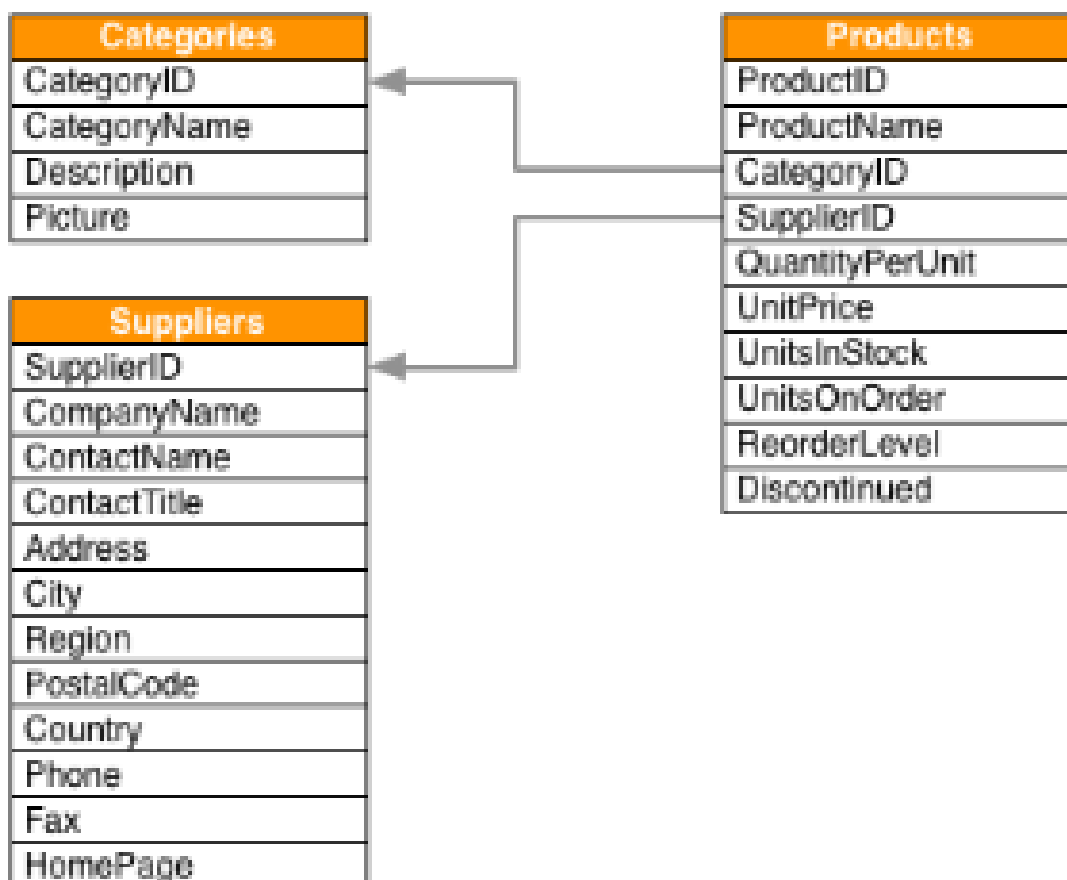 Categories
CategoryID
CategoryName
Description
Picture
Suppliers
SupplierID
CompanyName
ContactName
ContactTitle
Address
City
Region
PostalCode
Country
Phone
Fax
HomePage
Products
ProductID
ProductName
CategoryID
SupplierID
QuantityPerUnit
UnitPrice
UnitsInStock
UnitsOnOrder
ReorderLevel
Discontinued